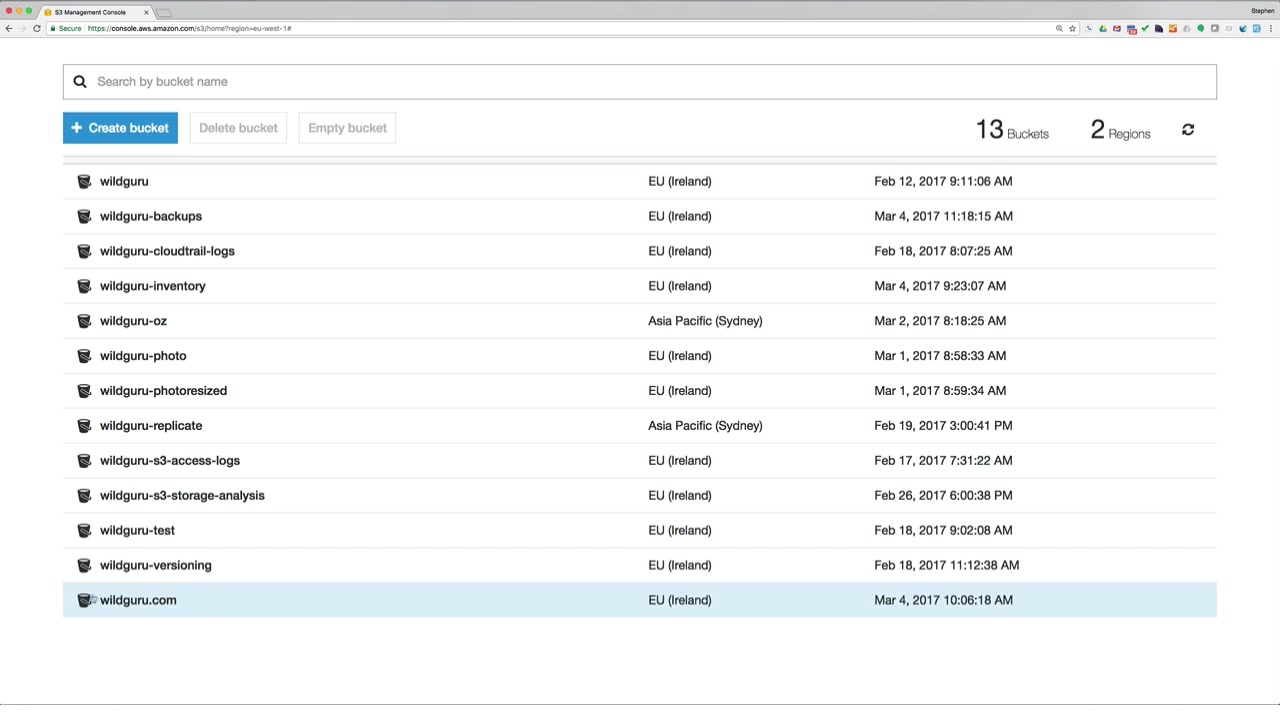 S3 Management Console
Stephen
Secure https://console.aws.amazon.com/s3/home?region=eu-west-1#
Search by bucket name
+ Create bucket Delete bucket Empty bucket 13 Buckets 2 Regions
wildguru EU (Ireland) Feb 12, 2017 9:11:06 AM
wildguru-backups EU (Ireland) Mar 4, 2017 11:18:15 AM
wildguru-cloudtrail-logs EU (Ireland) Feb 18, 2017 8:07:25 AM
wildguru-inventory EU (Ireland) Mar 4, 2017 9:23:07 AM
wildguru-oz Asia Pacific (Sydney) Mar 2, 2017 8:18:25 AM
wildguru-photo EU (Ireland) Mar 1, 2017 8:58:33 AM
wildguru-photoresized EU (Ireland) Mar 1, 2017 8:59:34 AM
wildguru-replicate Asia Pacific (Sydney) Feb 19, 2017 3:00:41 PM
wildguru-s3-access-logs EU (Ireland) Feb 17, 2017 7:31:22 AM
wildguru-s3-storage-analysis EU (Ireland) Feb 26, 2017 6:00:38 PM
wildguru-test EU (Ireland) Feb 18, 2017 9:02:08 AM
wildguru-versioning EU (Ireland) Feb 18, 2017 11:12:38 AM
wildguru.com EU (Ireland) Mar 4, 2017 10:06:18 AM